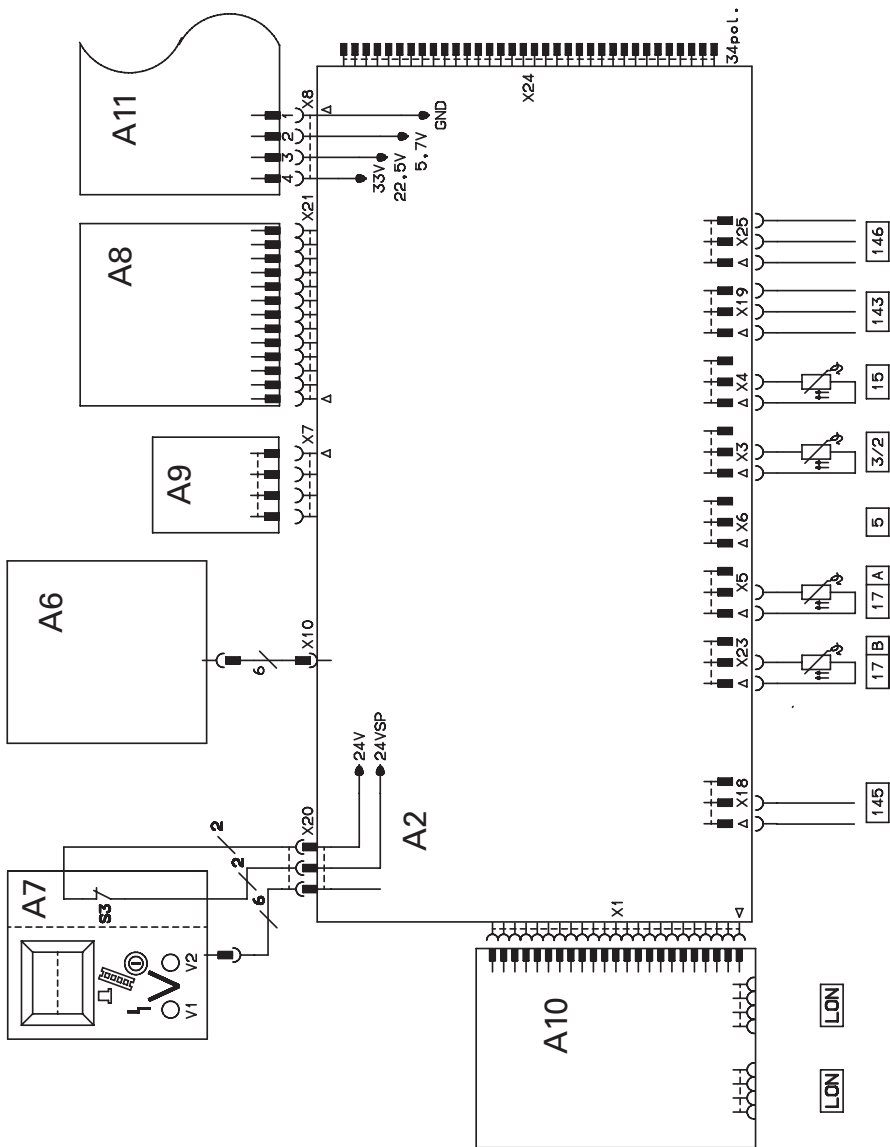 A11
1
2
3
4
X8
33V
22,5V
5,7V
GND
X24
34pol.
A8
X21
A9
X7
A6
6
X10
A7
S3
V1
V2
2
2
6
X20
24V
24VSP
A2
X1
A10
LON
LON
X18
X23
X5
X6
X3
X4
X19
X25
145
17 B
17 A
5
3/2
15
143
146